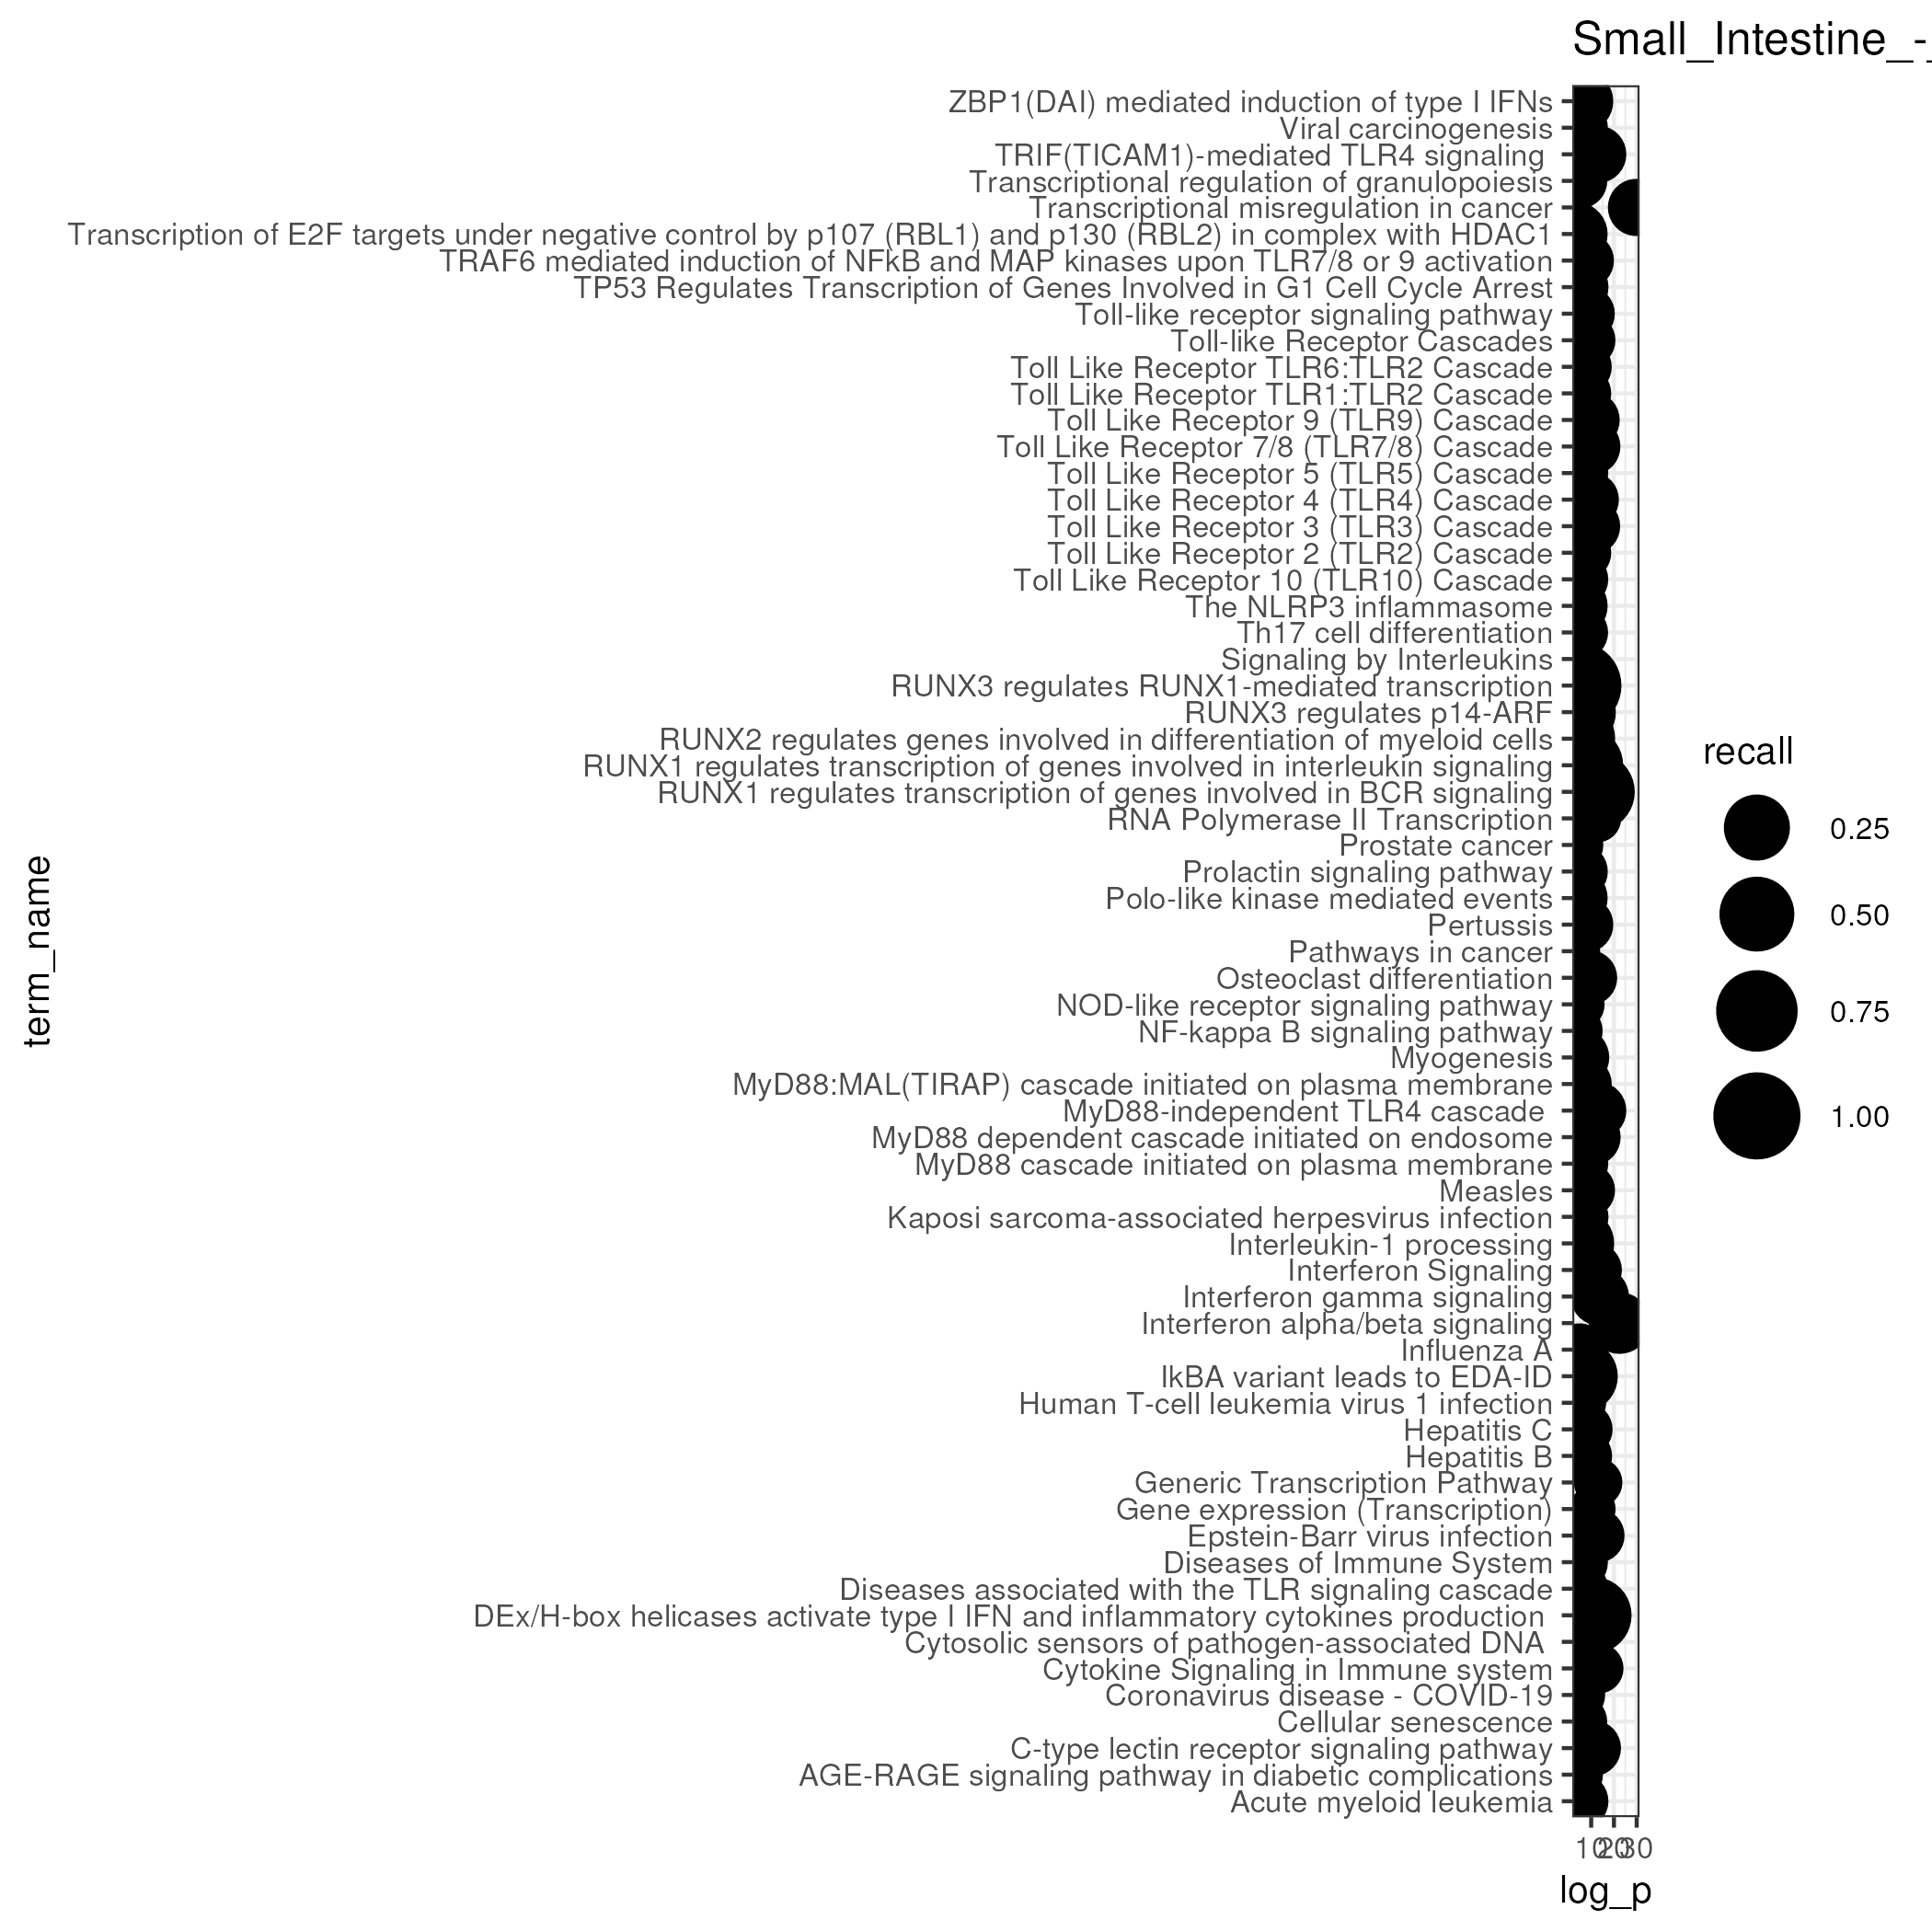 Small_Intestine_-_
ZBP1(DAI) mediated induction of type I IFNs
Viral carcinogenesis
TRIF(TICAM1)-mediated TLR4 signaling
Transcriptional regulation of granulopoiesis
Transcriptional misregulation in cancer
Transcription of E2F targets under negative control by p107 (RBL1) and p130 (RBL2) in complex with HDAC1
TRAF6 mediated induction of NFkB and MAP kinases upon TLR7/8 or 9 activation
TP53 Regulates Transcription of Genes Involved in G1 Cell Cycle Arrest
Toll-like receptor signaling pathway
Toll-like Receptor Cascades
Toll Like Receptor TLR6:TLR2 Cascade
Toll Like Receptor TLR1:TLR2 Cascade
Toll Like Receptor 9 (TLR9) Cascade
Toll Like Receptor 7/8 (TLR7/8) Cascade
Toll Like Receptor 5 (TLR5) Cascade
Toll Like Receptor 4 (TLR4) Cascade
Toll Like Receptor 3 (TLR3) Cascade
Toll Like Receptor 2 (TLR2) Cascade
Toll Like Receptor 10 (TLR10) Cascade
The NLRP3 inflammasome
Th17 cell differentiation
Signaling by Interleukins
RUNX3 regulates RUNX1-mediated transcription
RUNX3 regulates p14-ARF
RUNX2 regulates genes involved in differentiation of myeloid cells
RUNX1 regulates transcription of genes involved in interleukin signaling
RUNX1 regulates transcription of genes involved in BCR signaling
RNA Polymerase II Transcription
Prostate cancer
Prolactin signaling pathway
Polo-like kinase mediated events
Pertussis
Pathways in cancer
Osteoclast differentiation
NOD-like receptor signaling pathway
NF-kappa B signaling pathway
Myogenesis
MyD88:MAL(TIRAP) cascade initiated on plasma membrane
MyD88-independent TLR4 cascade
MyD88 dependent cascade initiated on endosome
MyD88 cascade initiated on plasma membrane
Measles
Kaposi sarcoma-associated herpesvirus infection
Interleukin-1 processing
Interferon Signaling
Interferon gamma signaling
Interferon alpha/beta signaling
Influenza A
IkBA variant leads to EDA-ID
Human T-cell leukemia virus 1 infection
Hepatitis C
Hepatitis B
Generic Transcription Pathway
Gene expression (Transcription)
Epstein-Barr virus infection
Diseases of Immune System
Diseases associated with the TLR signaling cascade
DEx/H-box helicases activate type I IFN and inflammatory cytokines production
Cytosolic sensors of pathogen-associated DNA
Cytokine Signaling in Immune system
Coronavirus disease - COVID-19
Cellular senescence
C-type lectin receptor signaling pathway
AGE-RAGE signaling pathway in diabetic complications
Acute myeloid leukemia
term_name
10 20 30
log_p
recall
0.25
0.50
0.75
1.00